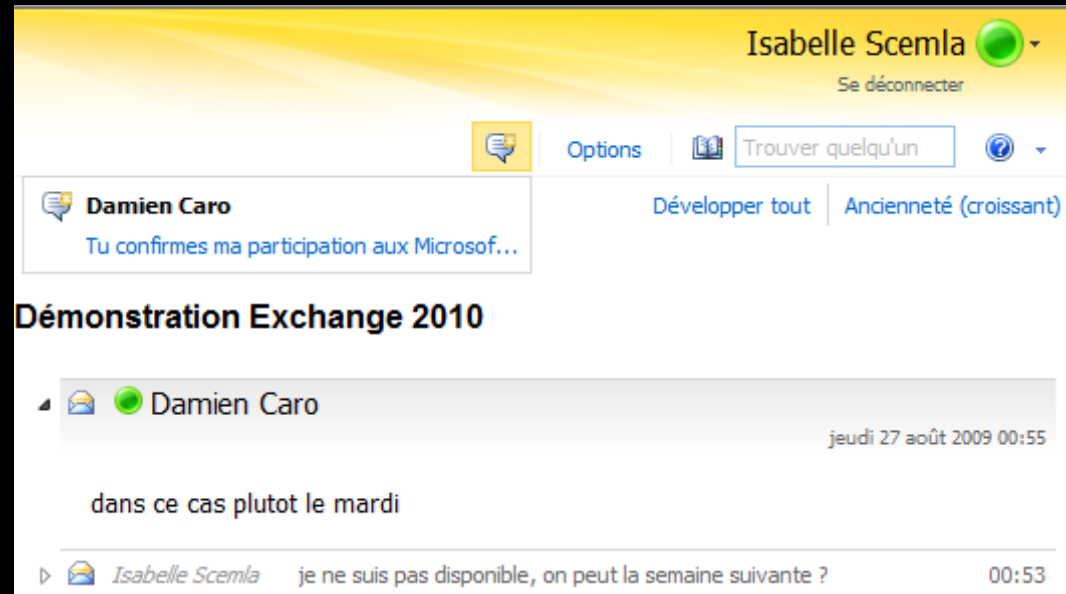 Isabelle Scemla
Se déconnecter
Options
Trouver quelqu'un
Damien Caro
Tu confirmes ma participation aux Microsof...
Développer tout
Ancienneté (croissant)
Démonstration Exchange 2010
Damien Caro
jeudi 27 août 2009 00:55
dans ce cas plutot le mardi
Isabelle Scemla je ne suis pas disponible, on peut la semaine suivante ? 00:53